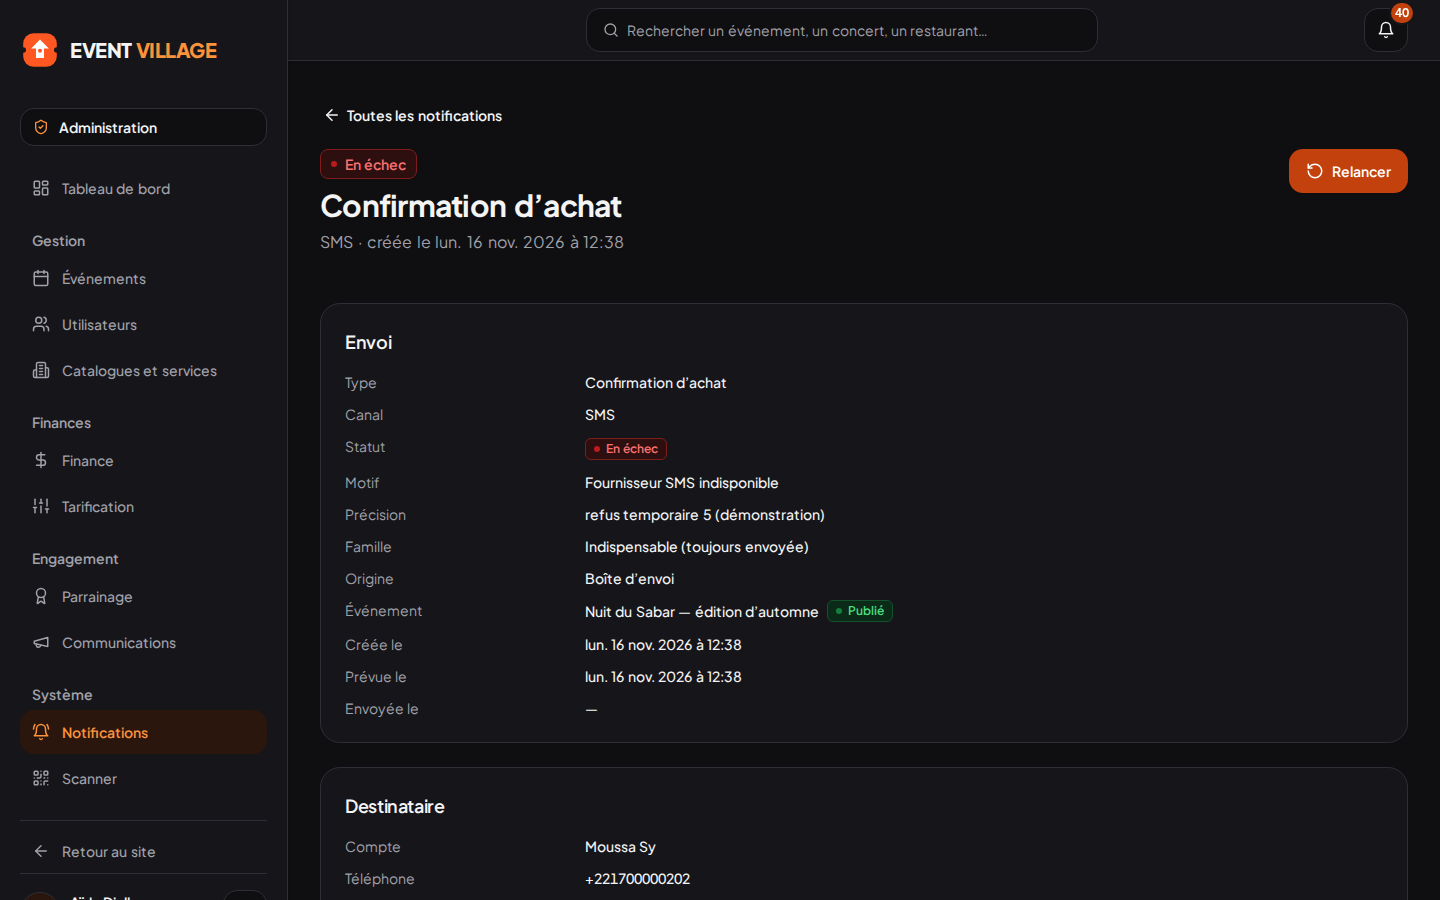 EVENT VILLAGE
Rechercher un événement, un concert, un restaurant…
40
Administration
Tableau de bord
Gestion
Événements
Utilisateurs
Catalogues et services
Finances
Finance
Tarification
Engagement
Parrainage
Communications
Système
Notifications
Scanner
Retour au site
Toutes les notifications
En échec
Relancer
Confirmation d’achat
SMS · créée le lun. 16 nov. 2026 à 12:38
Envoi
Type Confirmation d’achat
Canal SMS
Statut En échec
Motif Fournisseur SMS indisponible
Précision refus temporaire 5 (démonstration)
Famille Indispensable (toujours envoyée)
Origine Boîte d’envoi
Événement Nuit du Sabar — édition d’automne Publié
Créée le lun. 16 nov. 2026 à 12:38
Prévue le lun. 16 nov. 2026 à 12:38
Envoyée le —
Destinataire
Compte Moussa Sy
Téléphone +221700000202